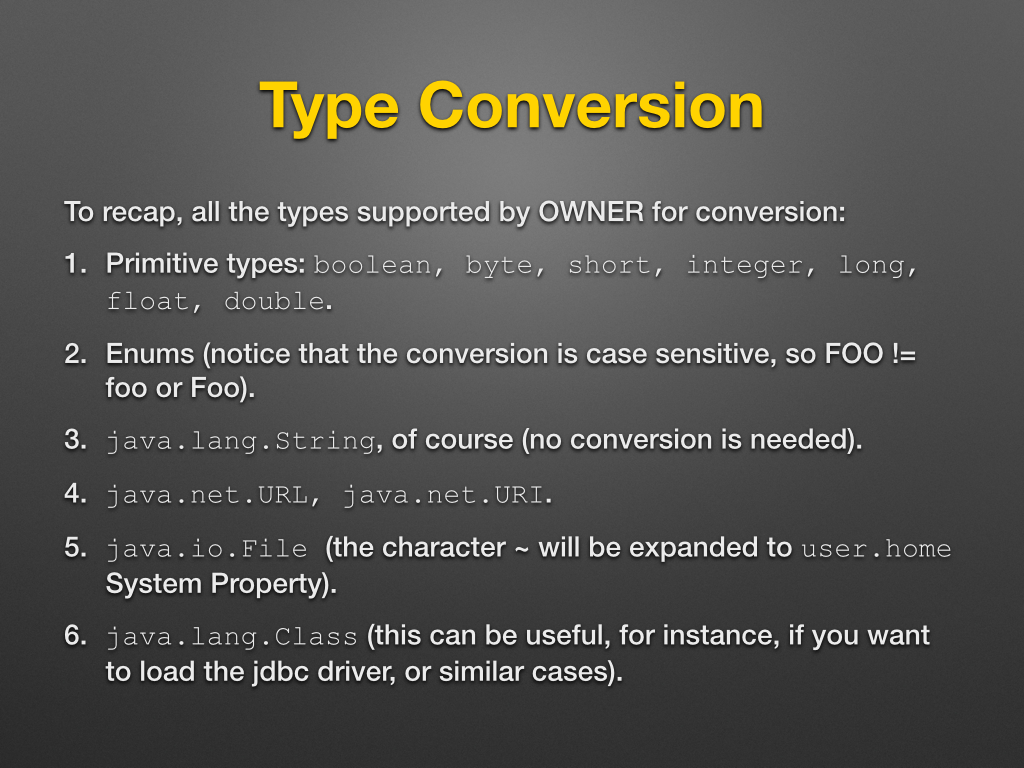 Type Conversion
To recap, all the types supported by OWNER for conversion:
1. Primitive types: boolean, byte, short, integer, long,
float, double.
2. Enums (notice that the conversion is case sensitive, so FOO !=
foo or Foo).
3. java.lang.String, of course (no conversion is needed).
4. java.net.URL, java.net.URI.
5. java.io.File (the character ~ will be expanded to user.home
System Property).
6. java.lang.Class (this can be useful, for instance, if you want
to load the jdbc driver, or similar cases).